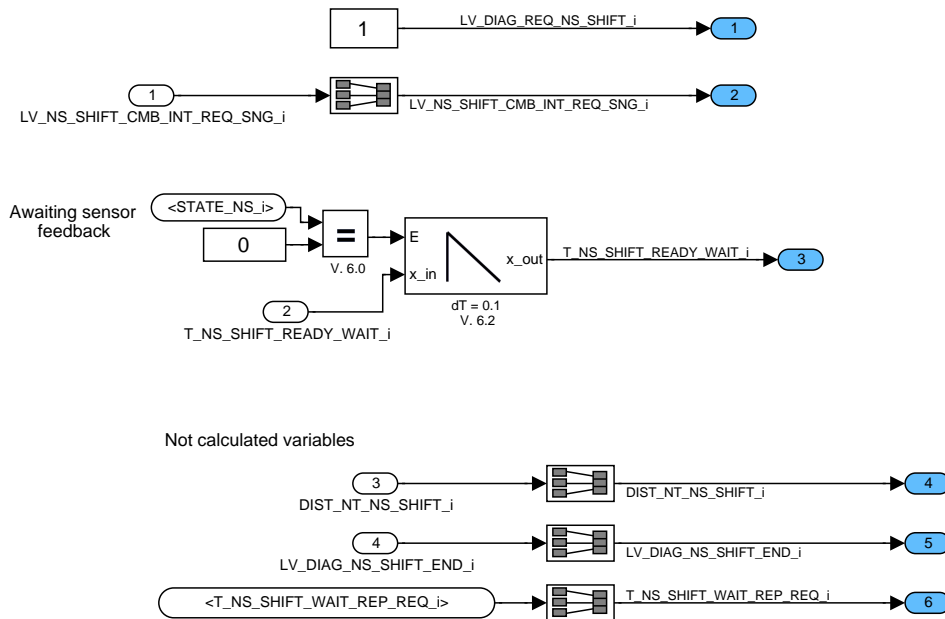 1
LV_DIAG_REQ_NS_SHIFT_i
1
1
LV_NS_SHIFT_CMB_INT_REQ_SNG_i
LV_NS_SHIFT_CMB_INT_REQ_SNG_i
2
Awaiting sensor
feedback
<STATE_NS_i>
0
=
V. 6.0
E
x_in
x_out
dT = 0.1
V. 6.2
T_NS_SHIFT_READY_WAIT_i
3
2
T_NS_SHIFT_READY_WAIT_i
Not calculated variables
3
DIST_NT_NS_SHIFT_i
DIST_NT_NS_SHIFT_i
4
4
LV_DIAG_NS_SHIFT_END_i
LV_DIAG_NS_SHIFT_END_i
5
<T_NS_SHIFT_WAIT_REP_REQ_i>
T_NS_SHIFT_WAIT_REP_REQ_i
6